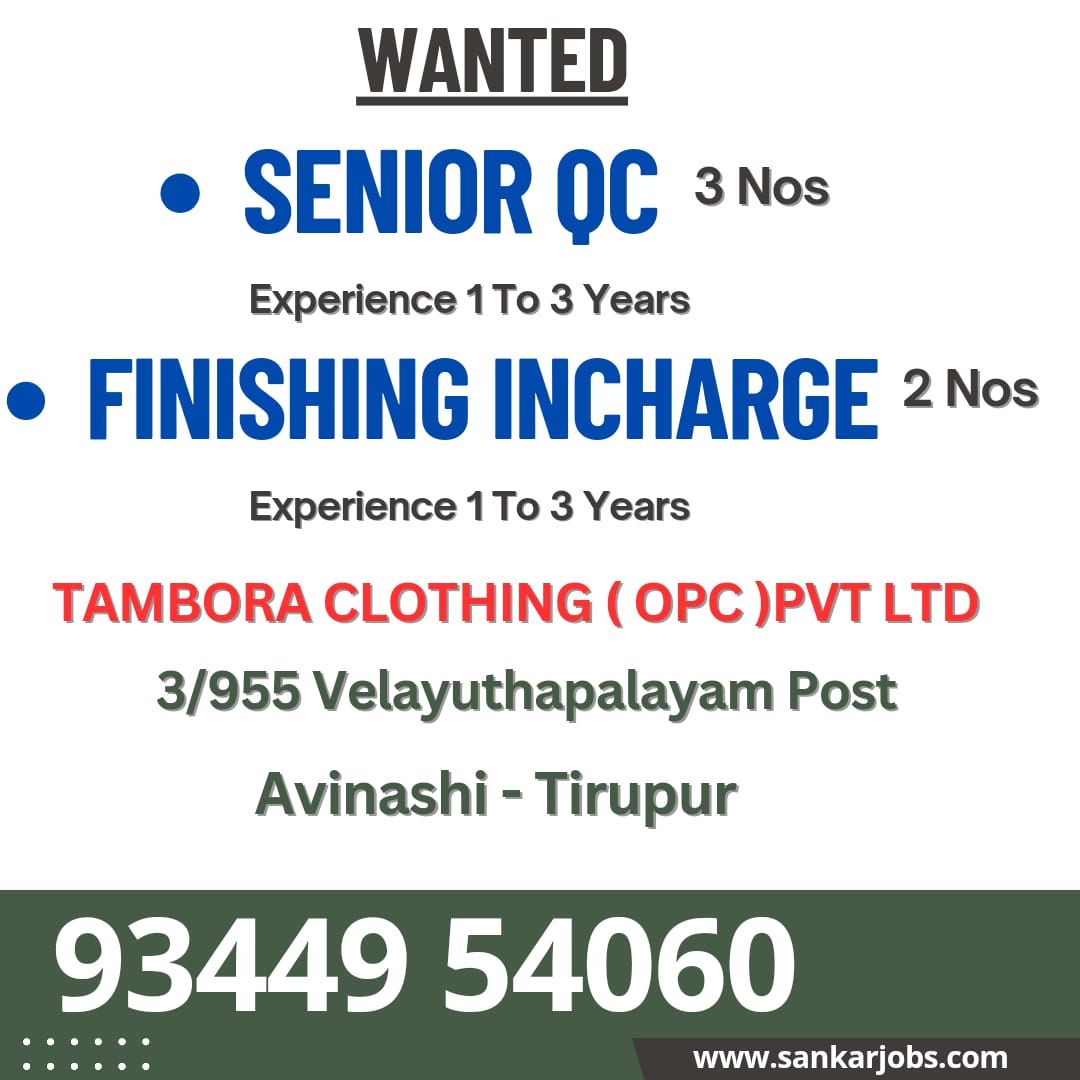 WANTED
• SENIOR QC 3 Nos
Experience 1 To 3 Years
• FINISHING INCHARGE 2 Nos
Experience 1 To 3 Years
TAMBORA CLOTHING ( OPC )PVT LTD
3/955 Velayuthapalayam Post
Avinashi - Tirupur
93449 54060
www.sankarjobs.com